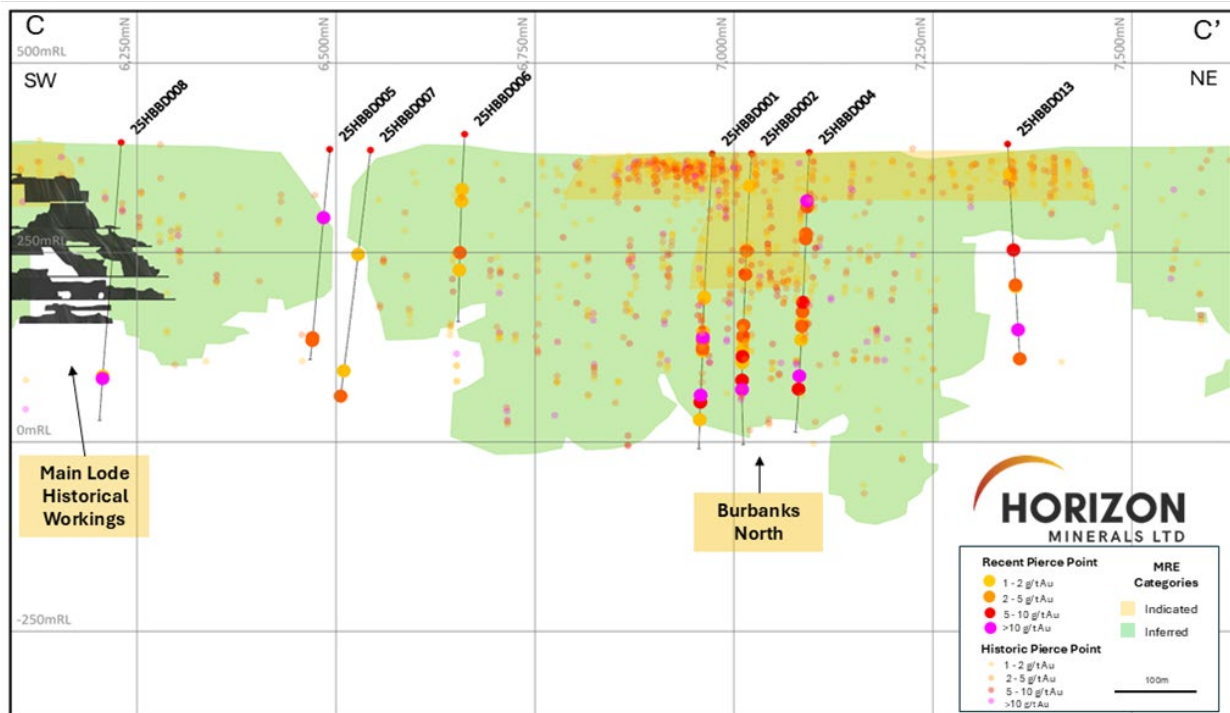 C
C’
6,250mN
6,500mN
6,750mN
7,000mN
7,250mN
7,500mN
500mRL
SW
NE
25HBBD008
25HBBD005
25HBBD007
25HBBD006
25HBBD001
25HBBD002
25HBBD004
25HBBD013
250mRL
0mRL
Main Lode
Historical
Workings
Burbanks
North
HORIZON
MINERALS LTD
-250mRL
Recent Pierce Point
1 - 2 g/tAu
2 - 5 g/tAu
5 - 10 g/tAu
>10 g/tAu
MRE
Categories
Indicated
Inferred
Historic Pierce Point
1 - 2 g/tAu
2 - 5 g/tAu
5 - 10 g/tAu
>10 g/tAu
100m